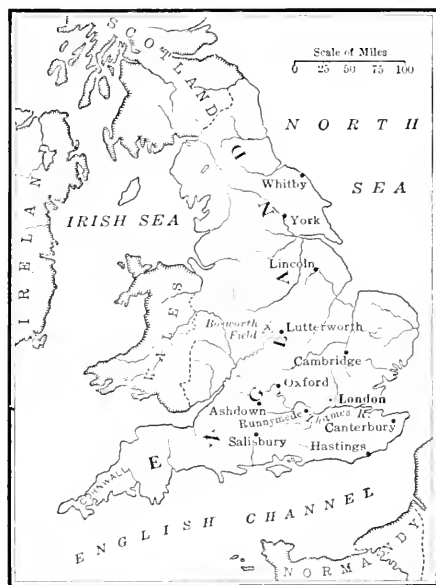 SCOTLAND
Scale of Miles
0 25 50 75 100
NORTH
SEA
Whitby
York
IRISH SEA
IRELAND
Lincoln
WALES
Bosworth
Field
Lutterworth
Cambridge
Oxford
London
Ashdown
Runnymede
Thames R.
Canterbury
Salisbury
Hastings
ENGLAND
CORNWALL
ENGLISH CHANNEL
NORMANDY